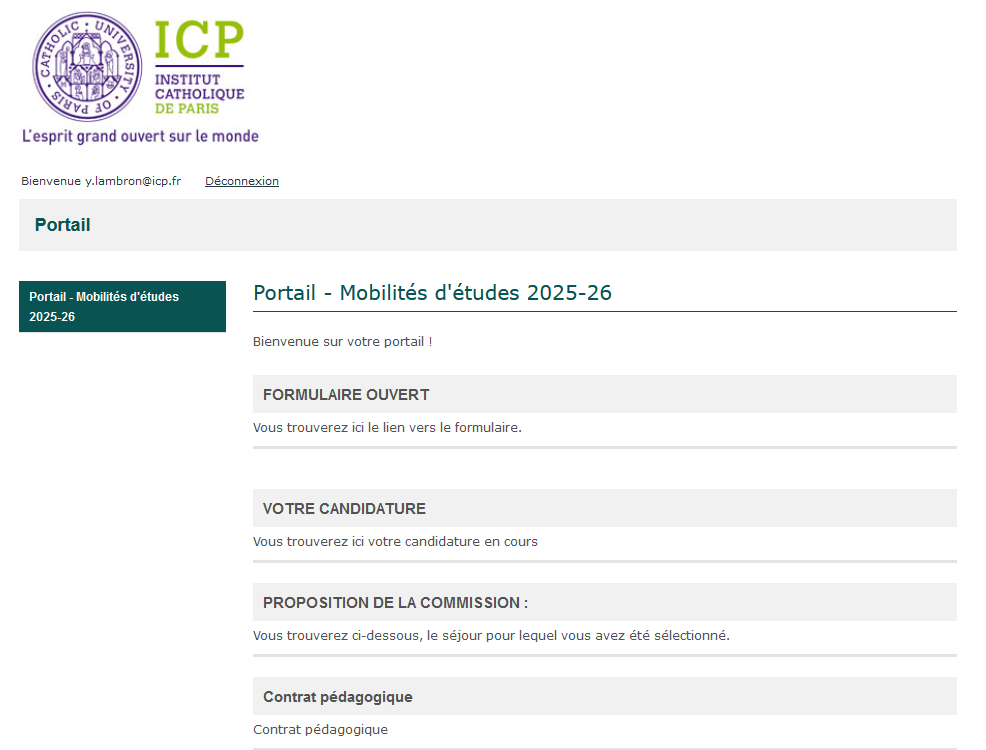 CATHOLIC · UNIVERSITY · OF PARIS ·
ICP
INSTITUT
CATHOLIQUE
DE PARIS
L'esprit grand ouvert sur le monde
Bienvenue y.lambron@icp.fr Déconnexion
Portail
Portail - Mobilités d'études
2025-26
Portail - Mobilités d'études 2025-26
Bienvenue sur votre portail !
FORMULAIRE OUVERT
Vous trouverez ici le lien vers le formulaire.
VOTRE CANDIDATURE
Vous trouverez ici votre candidature en cours
PROPOSITION DE LA COMMISSION :
Vous trouverez ci-dessous, le séjour pour lequel vous avez été sélectionné.
Contrat pédagogique
Contrat pédagogique